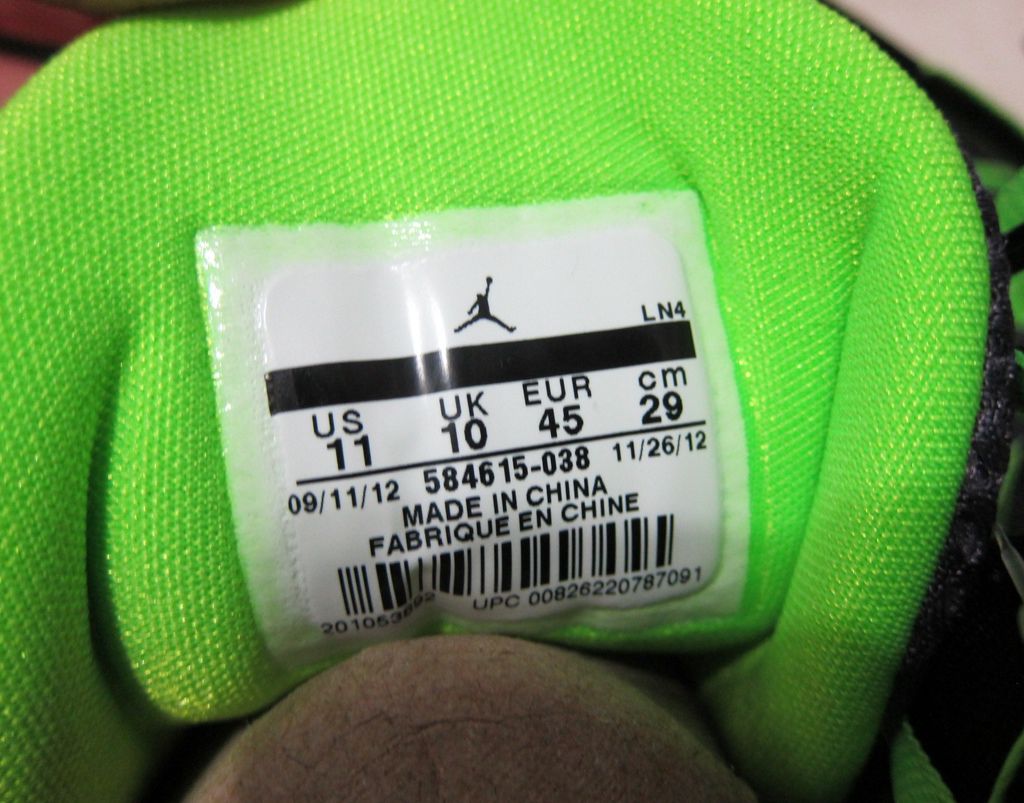 LN4
US UK EUR cm
11 10 45 29
09/11/12 584615-038 11/26/12
MADE IN CHINA
FABRIQUE EN CHINE
UPC 00826220787091